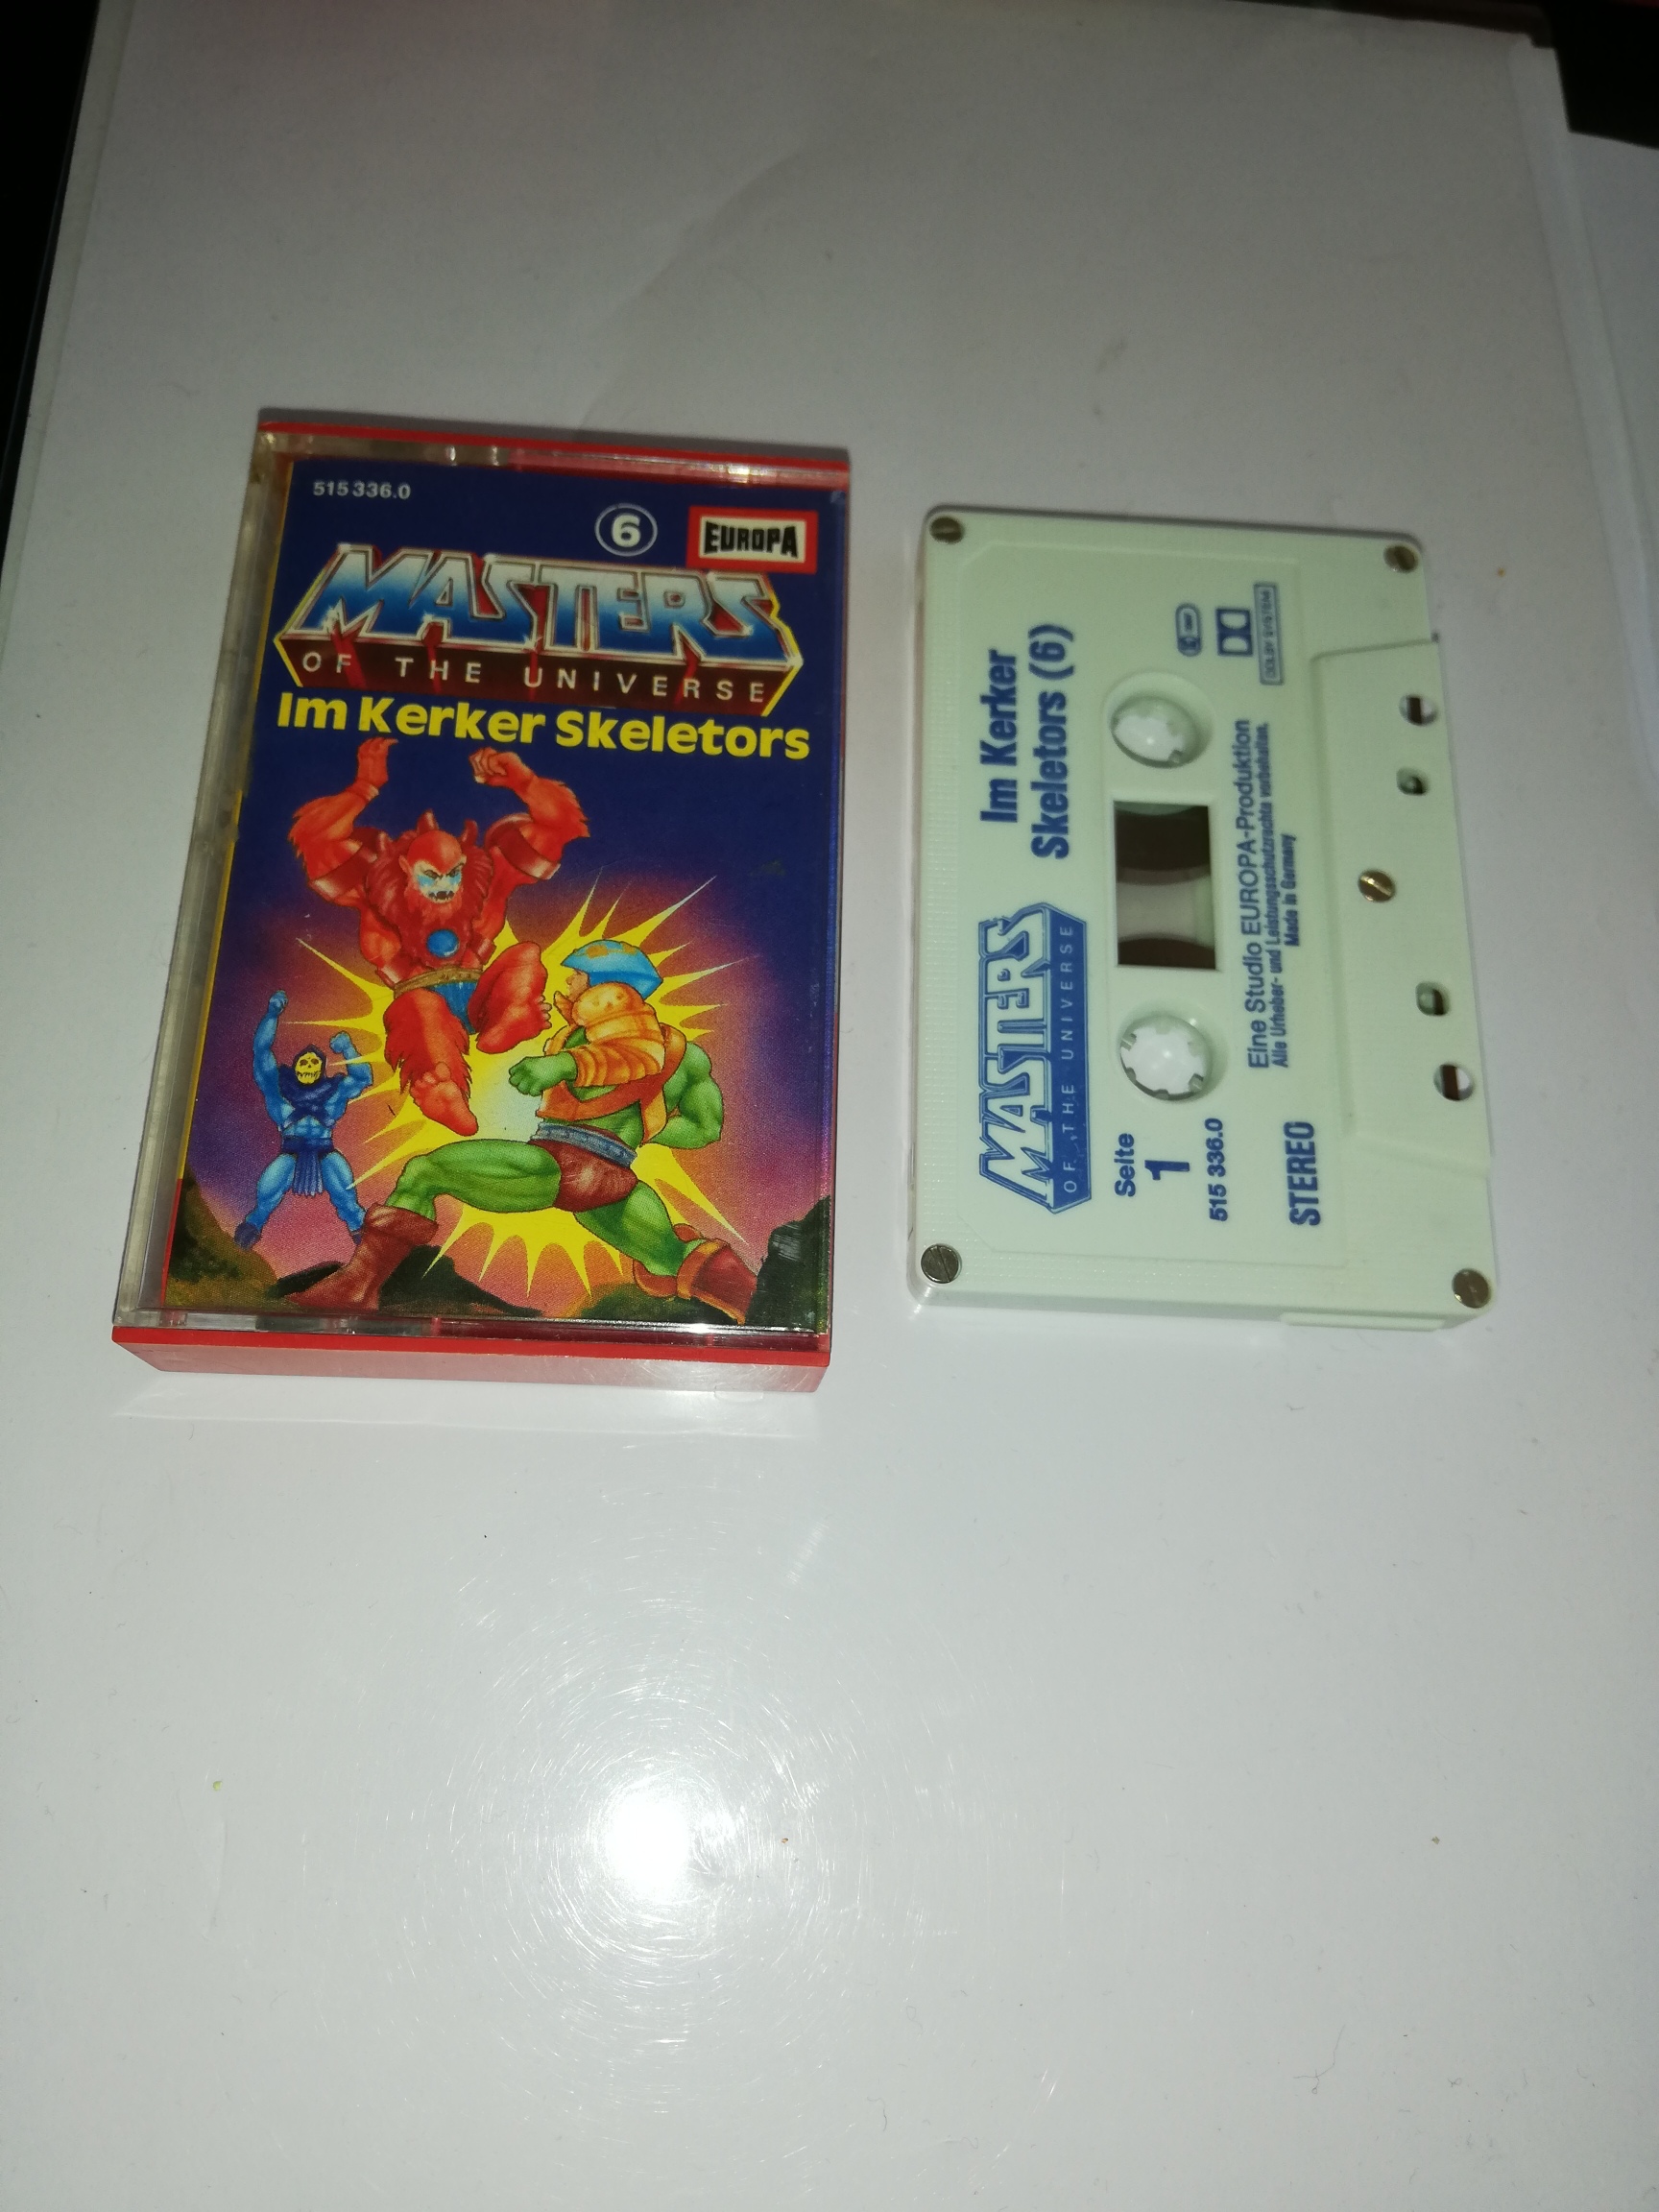 515 336.0
6
EUROPA
MASTERS
OF THE UNIVERSE
Im Kerker Skeletors
MASTERS
OF THE UNIVERSE
Im Kerker
Skeletors (6)
Seite
1
515 336.0
Eine Studio EUROPA-Produktion
Alle Urheber- und Leistungsschutzrechte vorbehalten.
Made in Germany
STEREO
DOLBY SYSTEM